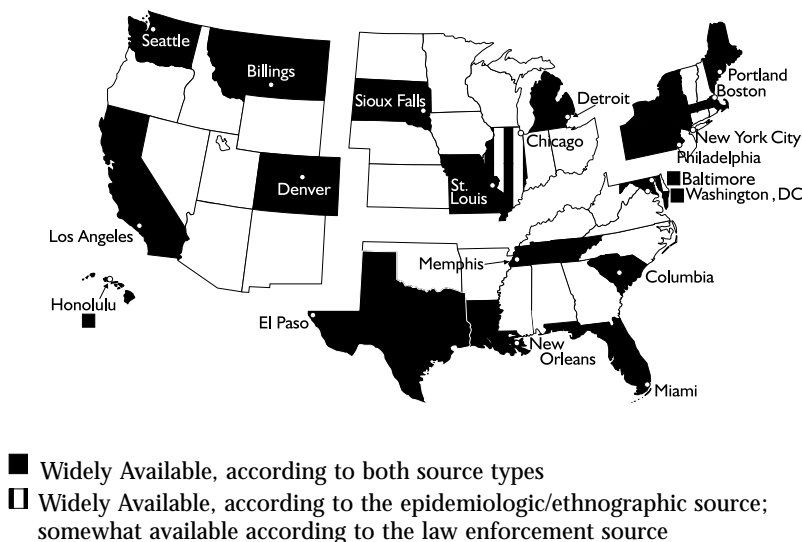 Seattle
Billings
Portland
Boston
Sioux Falls
Detroit
New York City
Chicago
Philadelphia
Baltimore
Denver
St.
Louis
Washington, DC
Los Angeles
Memphis
Columbia
Honolulu
El Paso
New
Orleans
Miami
Widely Available, according to both source types
Widely Available, according to the epidemiologic/ethnographic source;
somewhat available according to the law enforcement source